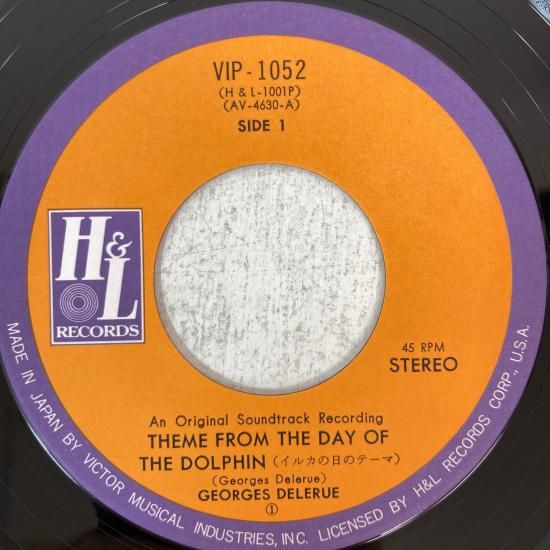 VIP-1052
(H & L-1001P)
(AV-4630-A)
SIDE 1
H&L
RECORDS
45 RPM
STEREO
An Original Soundtrack Recording
THEME FROM THE DAY OF
THE DOLPHIN (イルカの日のテーマ)
(Georges Delerue)
GEORGES DELERUE
①
MADE IN JAPAN BY VICTOR MUSICAL INDUSTRIES, INC. LICENSED BY H&L RECORDS CORP., U.S.A.